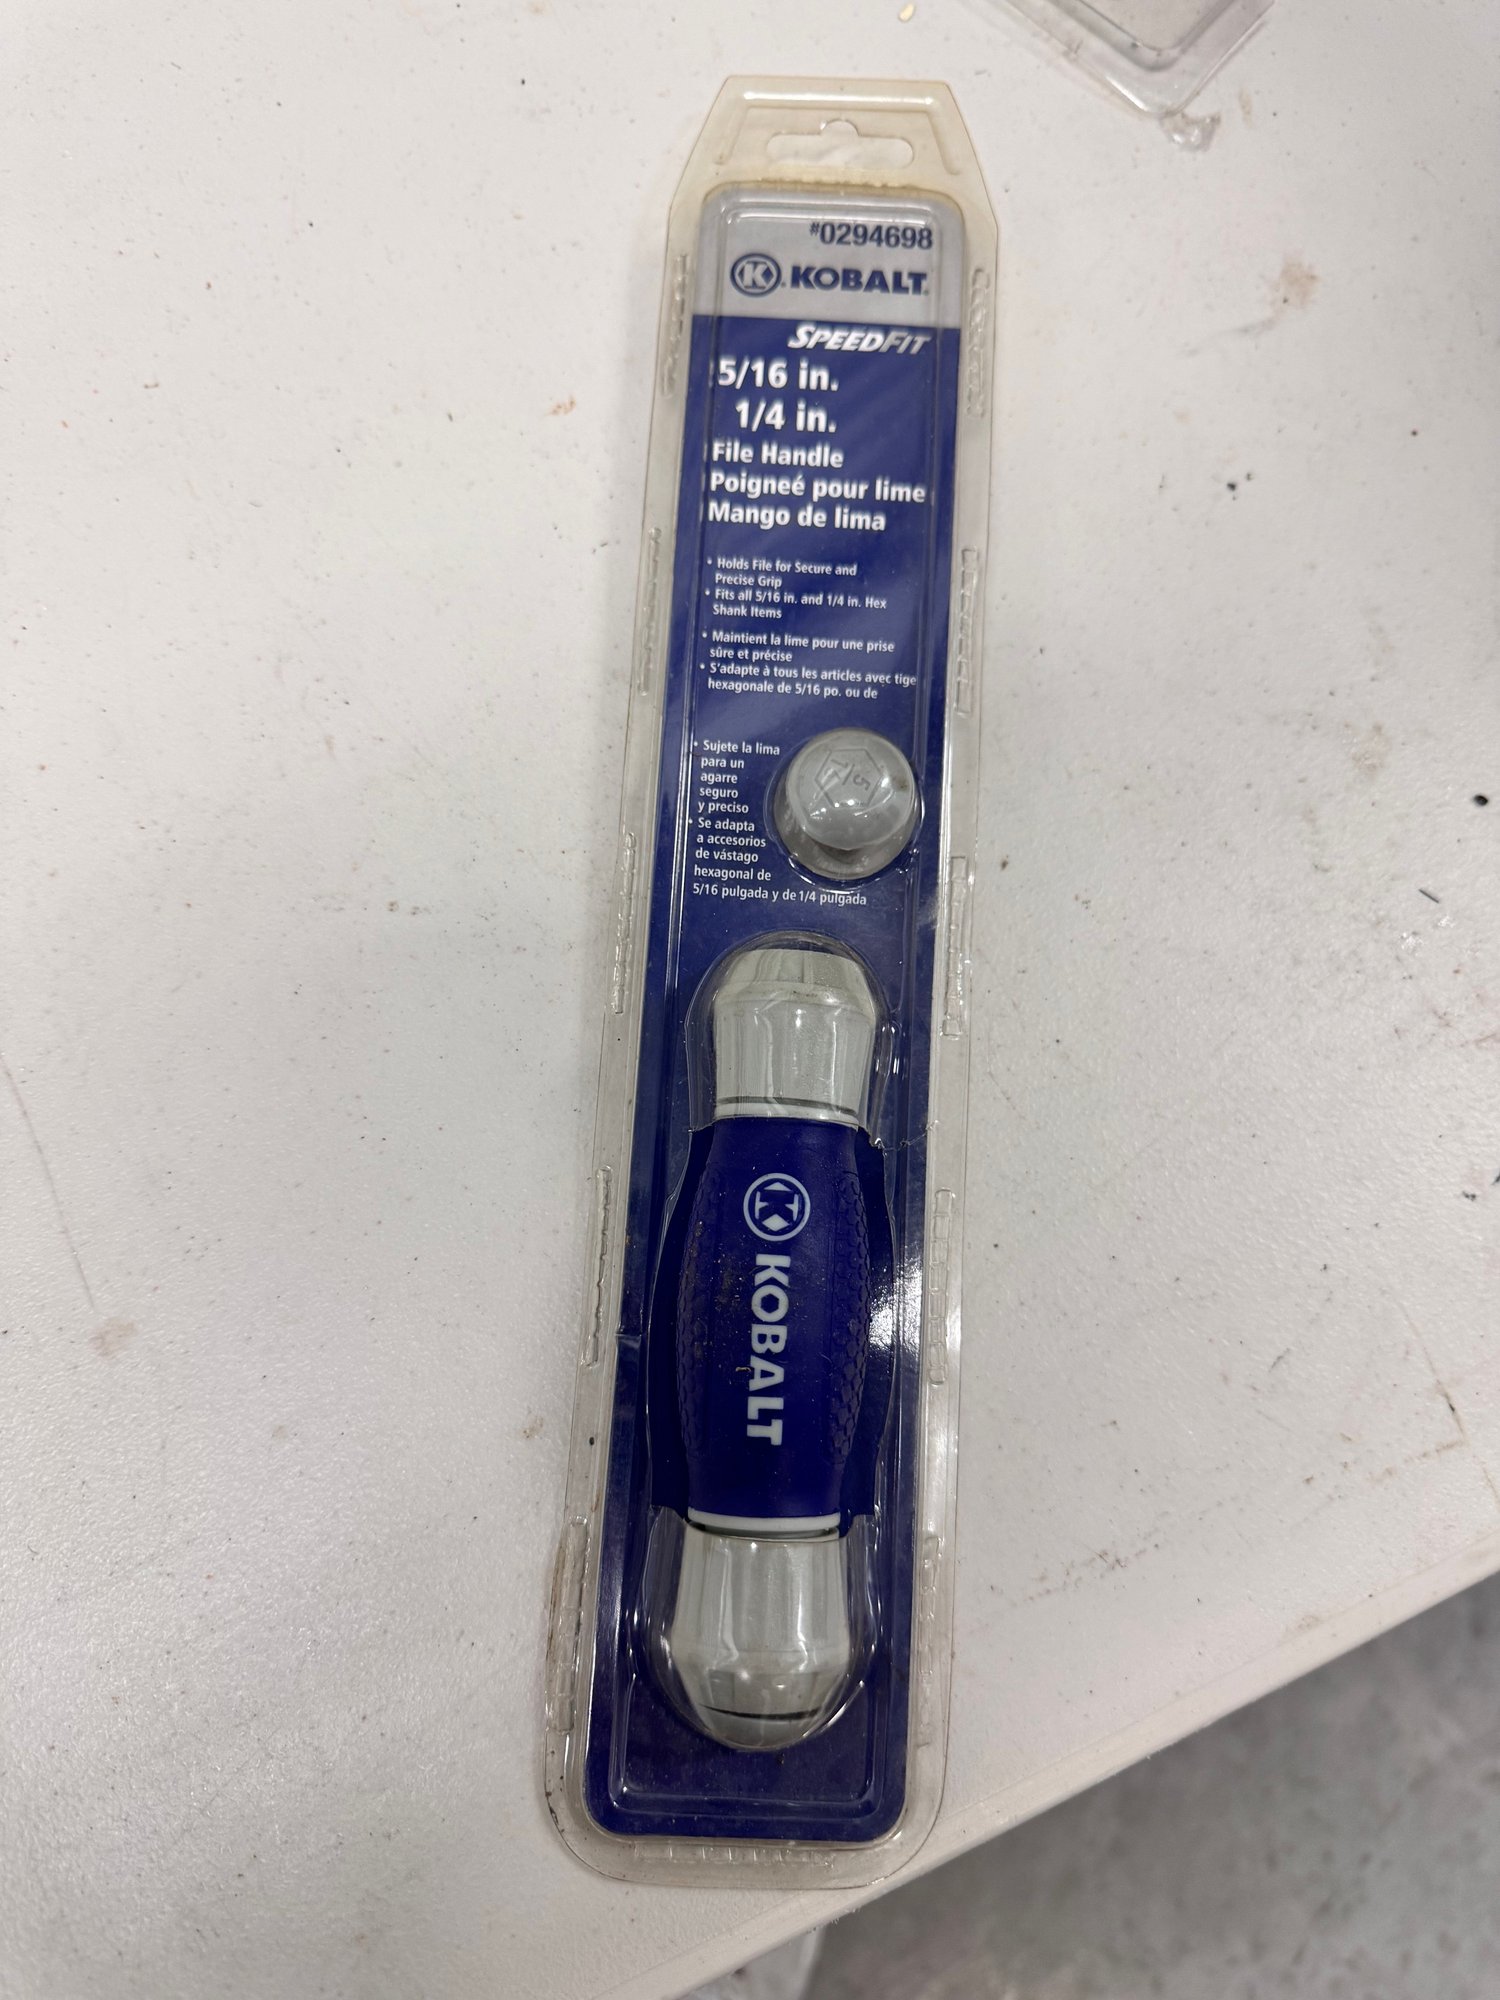 #0294698
K. KOBALT.
SPEEDFIT
5/16 in.
1/4 in.
File Handle
Poigneé pour lime
Mango de lima
• Holds File for Secure and
Precise Grip
• Fits all 5/16 in. and 1/4 in. Hex
Shank Items
• Maintient la lime pour une prise
sûre et précise
• S'adapte à tous les articles avec tige
hexagonale de 5/16 po. ou de
• Sujete la lima
para un
agarre
seguro
y preciso
• Se adapta
a accesorios
de vástago
hexagonal de
5/16 pulgada y de 1/4 pulgada
K KOBALT